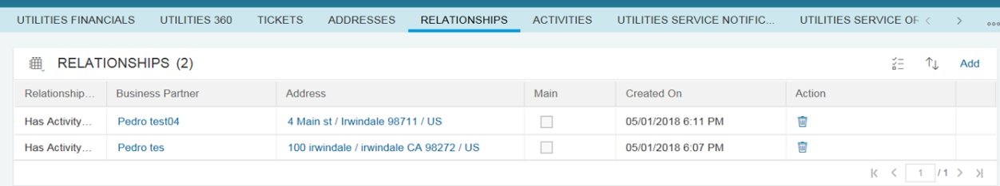 UTILITIES FINANCIALS UTILITIES 360 TICKETS ADDRESSES RELATIONSHIPS ACTIVITIES UTILITIES SERVICE NOTIFIC... UTILITIES SERVICE OF
RELATIONSHIPS (2) Add
Relationship... Business Partner Address Main Created On Action
Has Activity... Pedro test04 4 Main st / Irwindale 98711 / US 05/01/2018 6:11 PM
Has Activity... Pedro tes 100 irwindale / irwindale CA 98272 / US 05/01/2018 6:07 PM
1 / 1